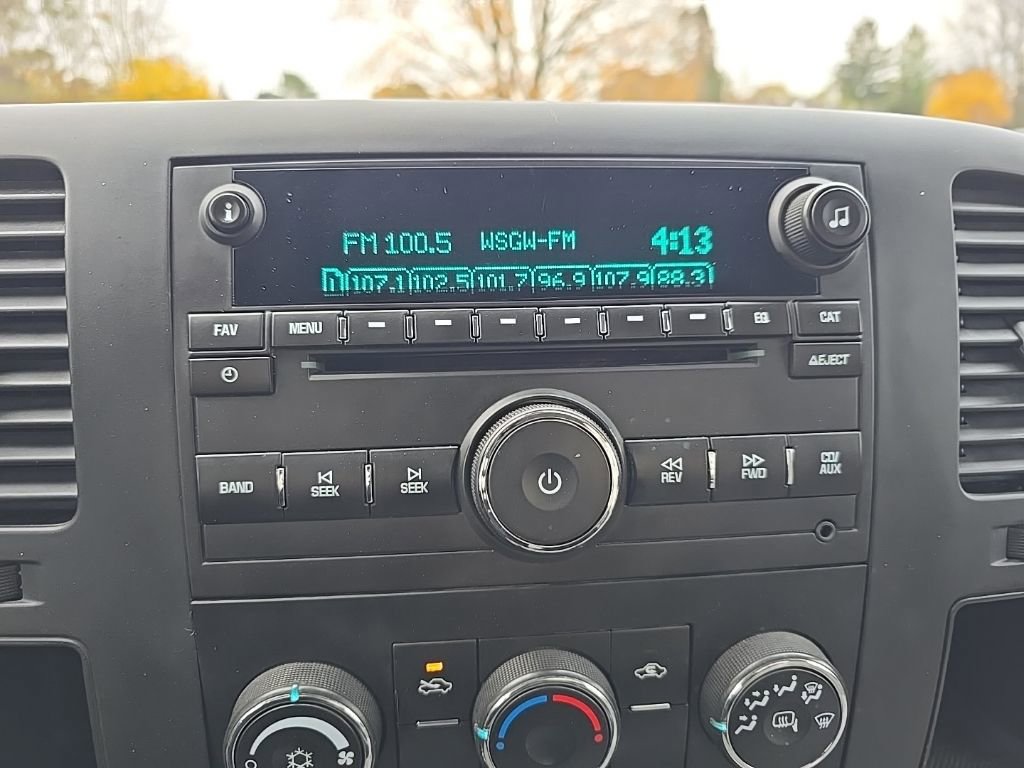 FM 100.5 WSGW-FM 4:13
1 107.1 102.5 101.7 96.9 107.9 88.3
FAV MENU EQ CAT
EJECT
BAND SEEK SEEK REV FWD CD/AUX